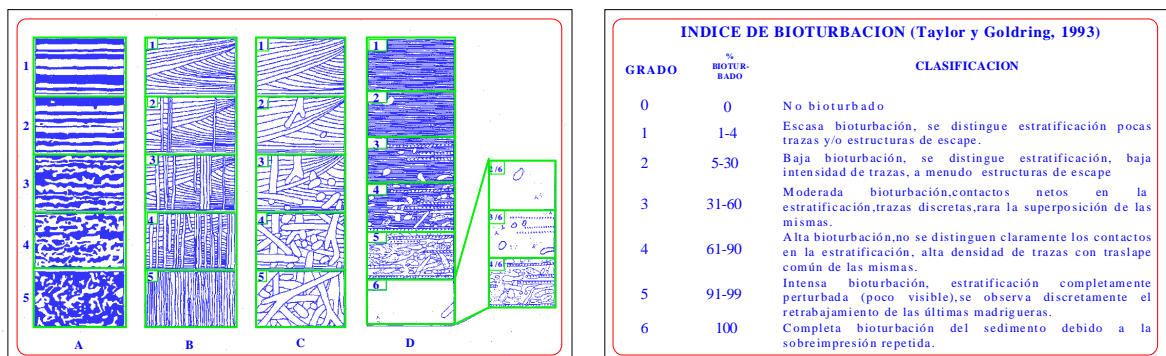 1
2
3
4
5
1
2
3
4
5
1
2
3
4
5
1
2
3
4
5
6
2/6
3/6
4/6
A B C D
INDICE DE BIOTURBACION (Taylor y Goldring, 1993)
GRADO
%
BIOTUR-
BADO
CLASIFICACION
0 0 No bioturbado
1 1-4 Escasa bioturbación, se distingue estratificación pocas
trazas y/o estructuras de escape.
2 5-30 Baja bioturbación, se distingue estratificación, baja
intensidad de trazas, a menudo estructuras de escape
3 31-60 Moderada bioturbación,contactos netos en la
estratificación,trazas discretas,rara la superposición de las
mismas.
4 61-90 Alta bioturbación,no se distinguen claramente los contactos
en la estratificación, alta densidad de trazas con traslape
común de las mismas.
5 91-99 Intensa bioturbación, estratificación completamente
perturbada (poco visible),se observa discretamente el
retrabajamiento de las últimas madrigueras.
6 100 Completa bioturbación del sedimento debido a la
sobreimpresión repetida.